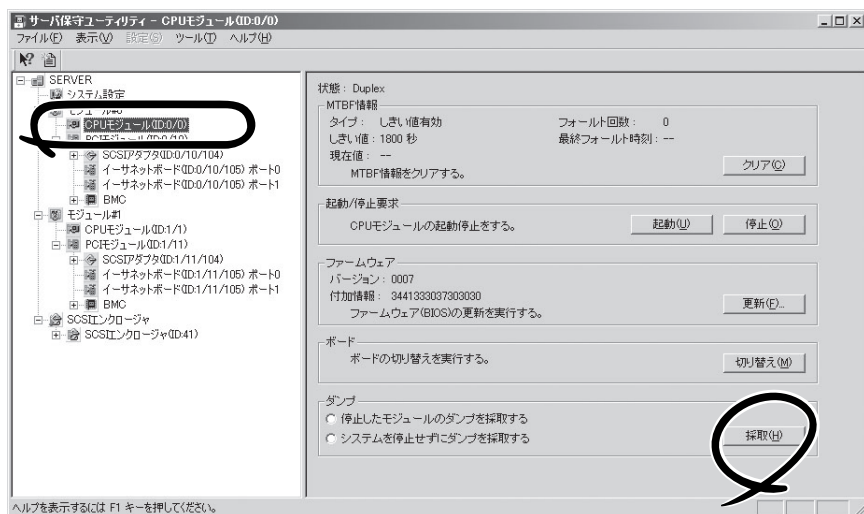 サーバ保守ユーティリティ - CPUモジュール(ID:0/0)
ファイル(F) 表示(V) 設定(S) ツール(T) ヘルプ(H)
SERVER
システム設定
モジュール#0
CPUモジュール(ID:0/0)
PCIモジュール(ID:0/10)
SCSIアダプタ(ID:0/10/104)
イーサネットボード(ID:0/10/105) ポート0
イーサネットボード(ID:0/10/105) ポート1
BMC
モジュール#1
CPUモジュール(ID:1/1)
PCIモジュール(ID:1/11)
SCSIアダプタ(ID:1/11/104)
イーサネットボード(ID:1/11/105) ポート0
イーサネットボード(ID:1/11/105) ポート1
BMC
SCSIエンクロージャ
SCSIエンクロージャ(ID:41)
状態: Duplex
MTBF情報
タイプ: しきい値有効 フォールト回数: 0
しきい値: 1800 秒 最終フォールト時刻: --
現在値: --
MTBF情報をクリアする。 クリア(C)
起動/停止要求
CPUモジュールの起動停止をする。 起動(U) 停止(O)
ファームウェア
バージョン: 0007
付加情報: 3441333037303030
ファームウェア(BIOS)の更新を実行する。 更新(F)...
ボード
ボードの切り替えを実行する。 切り替え(M)
ダンプ
停止したモジュールのダンプを採取する
システムを停止せずにダンプを採取する 採取(H)
ヘルプを表示するには F1 キーを押してください。